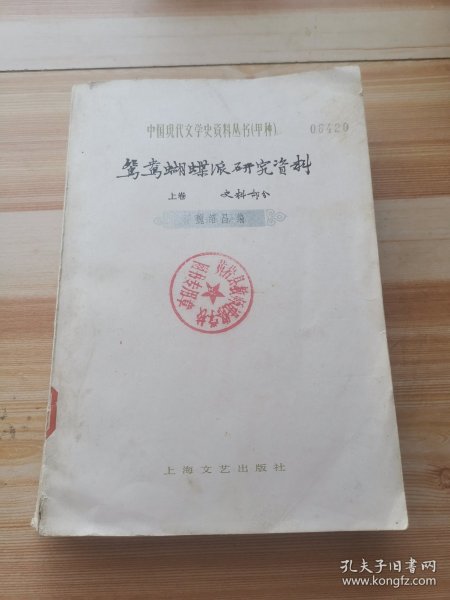 中国现代文学史资料丛书(甲种)
06420
鸳鸯蝴蝶派研究资料
上卷 史料部分
魏绍昌编
上海文艺出版社
孔夫子旧书网
www.kongfz.com